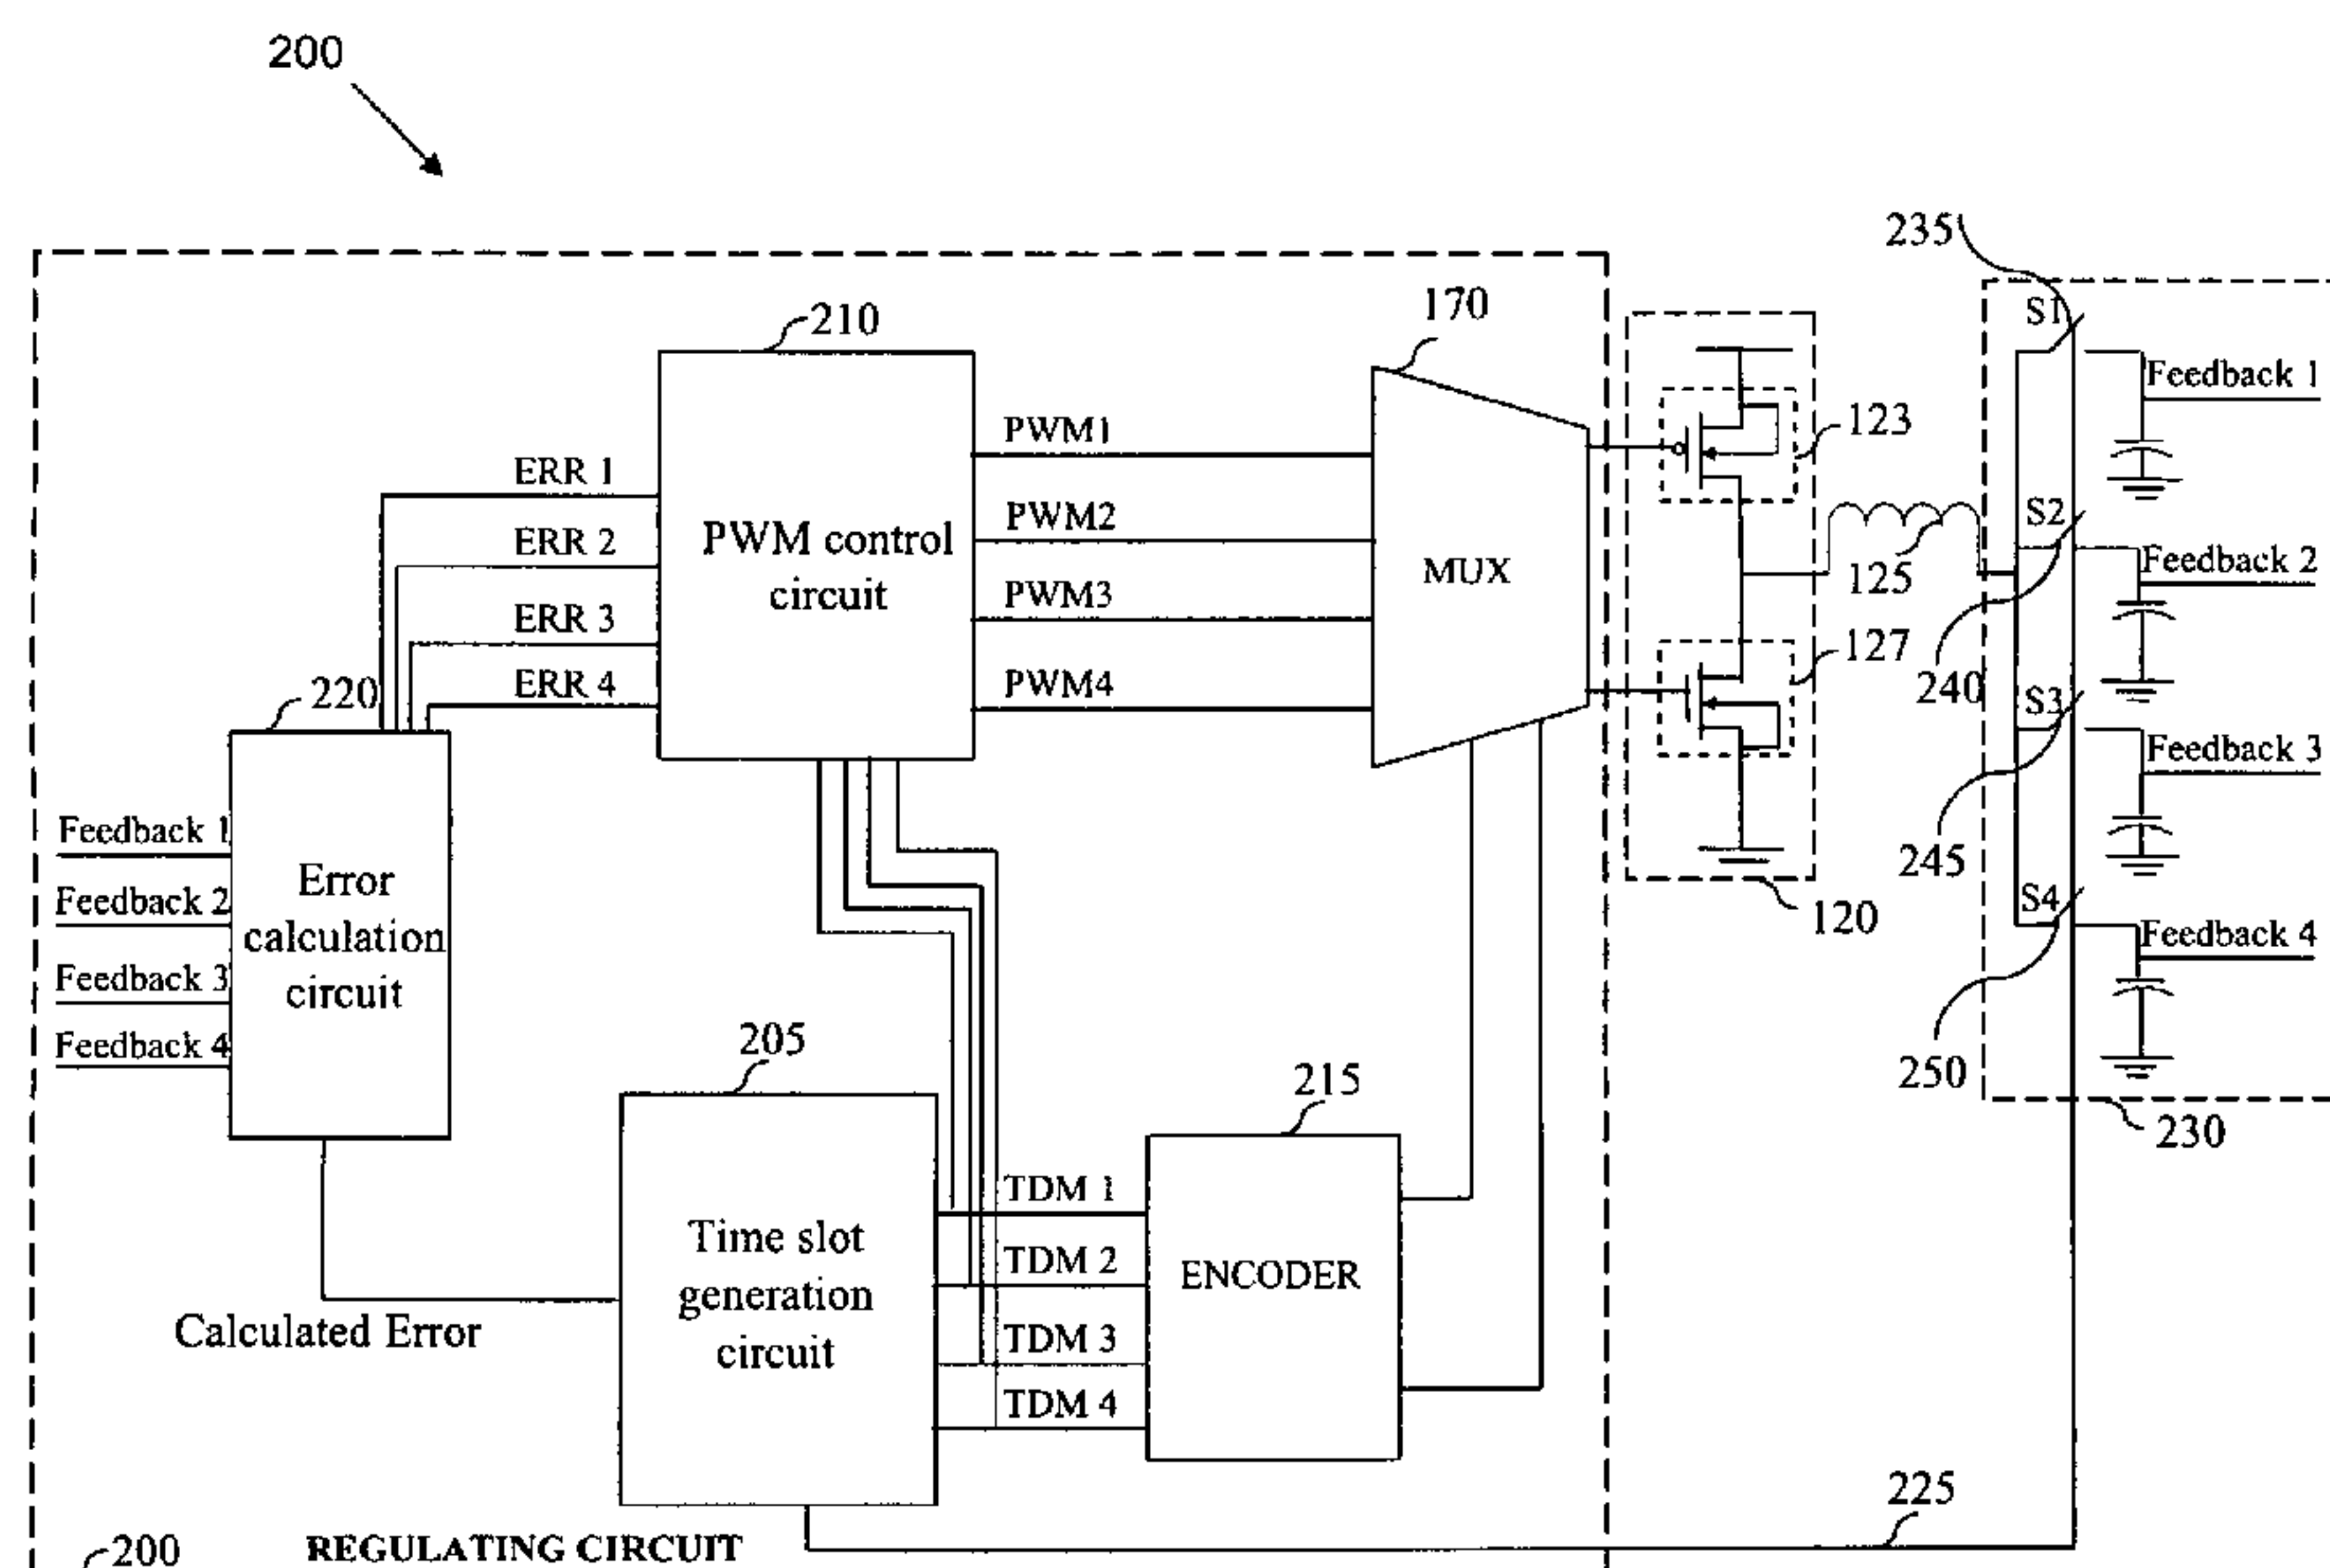 200
235
S1
210
170
Feedback 1
123
PWM1
ERR 1
S2
PWM2
ERR 2
PWM control
circuit
MUX
Feedback 2
125
PWM3
ERR 3
127
240
PWM4
ERR 4
220
S3
Feedback 3
Feedback 1
245
Error
calculation
circuit
Feedback 2
S4
120
Feedback 4
Feedback 3
Feedback 4
205
215
250
230
TDM 1
Time slot
generation
circuit
TDM 2
ENCODER
Calculated Error
TDM 3
TDM 4
225
200
REGULATING CIRCUIT